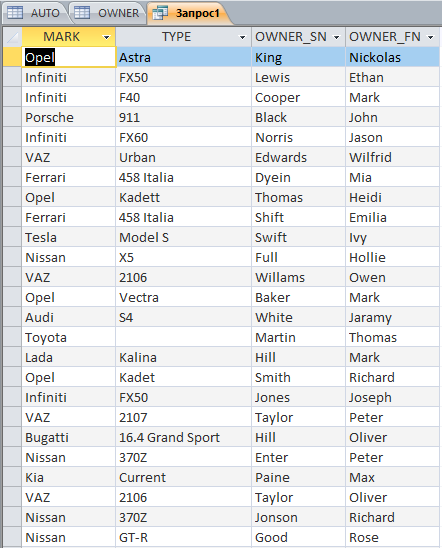 AUTO OWNER Запрос1
MARK TYPE OWNER_SN OWNER_FN
Opel Astra King Nickolas
Infiniti FX50 Lewis Ethan
Infiniti F40 Cooper Mark
Porsche 911 Black John
Infiniti FX60 Norris Jason
VAZ Urban Edwards Wilfrid
Ferrari 458 Italia Dyein Mia
Opel Kadett Thomas Heidi
Ferrari 458 Italia Shift Emilia
Tesla Model S Swift Ivy
Nissan X5 Full Hollie
VAZ 2106 Willams Owen
Opel Vectra Baker Mark
Audi S4 White Jaramy
Toyota Martin Thomas
Lada Kalina Hill Mark
Opel Kadet Smith Richard
Infiniti FX50 Jones Joseph
VAZ 2107 Taylor Peter
Bugatti 16.4 Grand Sport Hill Oliver
Nissan 370Z Enter Peter
Kia Current Paine Max
VAZ 2106 Taylor Oliver
Nissan 370Z Jonson Richard
Nissan GT-R Good Rose